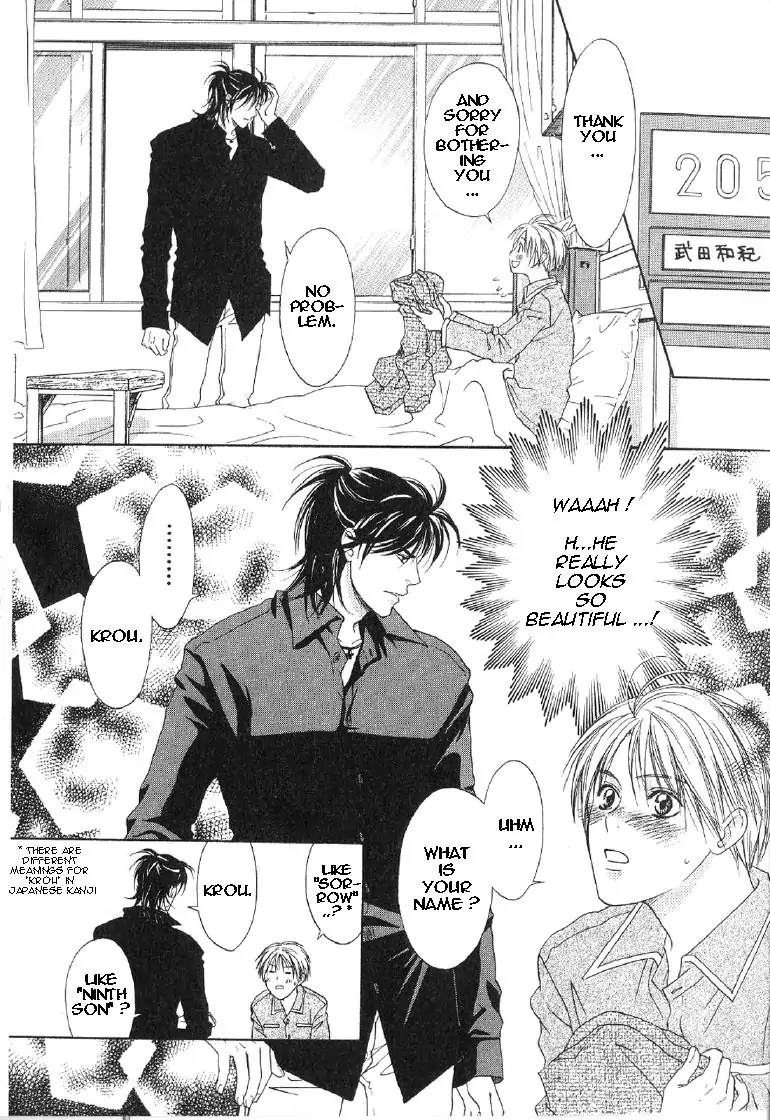 205
武田和紀
THANK
YOU
...
AND
SORRY
FOR
BOTHER-
ING
YOU
...
NO
PROB-
LEM.
WAAAH !
H...HE
REALLY
LOOKS
SO
BEAUTIFUL ...!
UHM
...
WHAT
IS
YOUR
NAME ?
.........
KROU.
LIKE
"SOR-
ROW"
..? *
KROU.
LIKE
"NINTH
SON" ?
* THERE ARE
DIFFERENT
MEANINGS FOR
'KROU' IN
JAPANESE KANJI